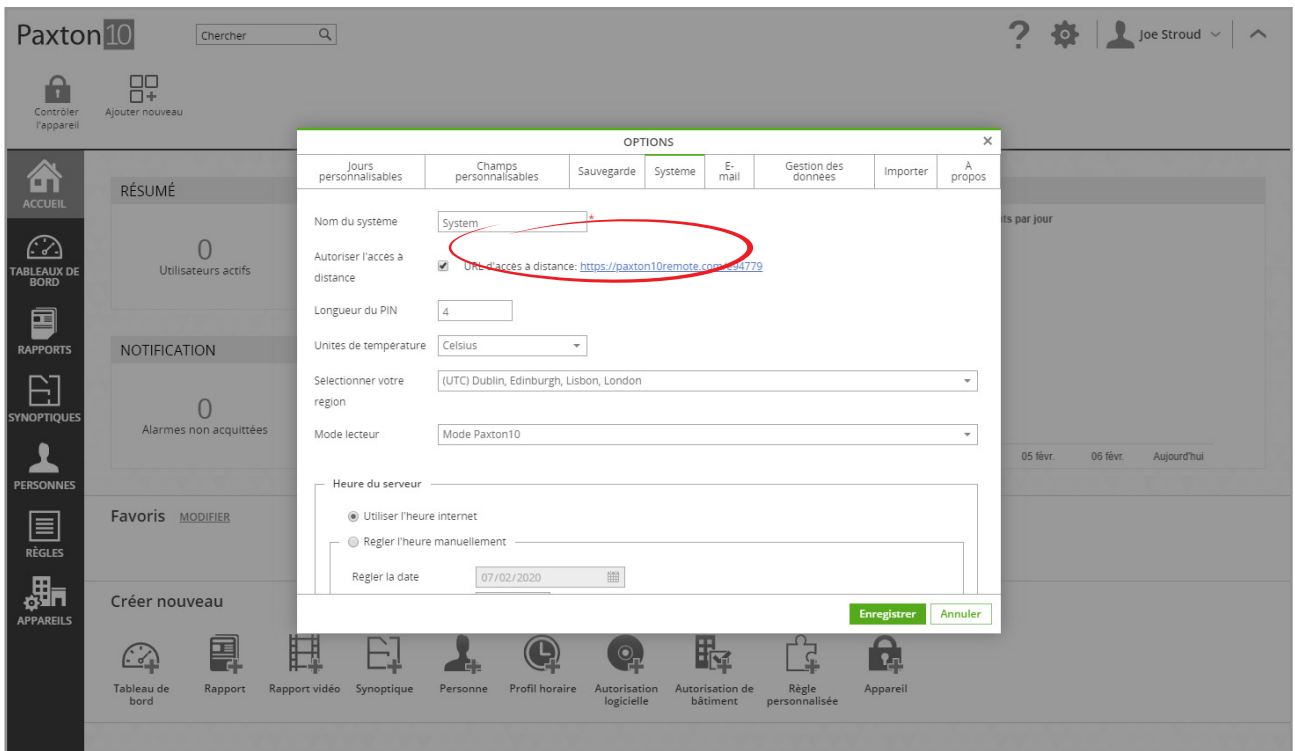 Paxton10
Chercher
Joe Stroud
Contrôler
l'appareil
Ajouter nouveau
OPTIONS
Jours
personnalisables
Champs
personnalisables
Sauvegarde
Système
E-
mail
Gestion des
données
Importer
À
propos
ACCUEIL
TABLEAUX DE
BORD
RAPPORTS
SYNOPTIQUES
PERSONNES
RÈGLES
APPAREILS
RÉSUMÉ
0
Utilisateurs actifs
NOTIFICATION
0
Alarmes non acquittées
Nom du système
System
*
Autoriser l'accès à
distance
URL d'accès à distance: https://paxton10remote.com/e94779
Longueur du PIN
4
Unités de température
Celsius
Sélectionner votre
région
(UTC) Dublin, Edinburgh, Lisbon, London
Mode lecteur
Mode Paxton10
Heure du serveur
Utiliser l'heure internet
Régler l'heure manuellement
Régler la date
07/02/2020
Enregistrer
Annuler
par jour
05 févr.
06 févr.
Aujourd'hui
Favoris MODIFIER
Créer nouveau
Tableau de
bord
Rapport
Rapport vidéo
Synoptique
Personne
Profil horaire
Autorisation
logicielle
Autorisation de
bâtiment
Règle
personnalisée
Appareil